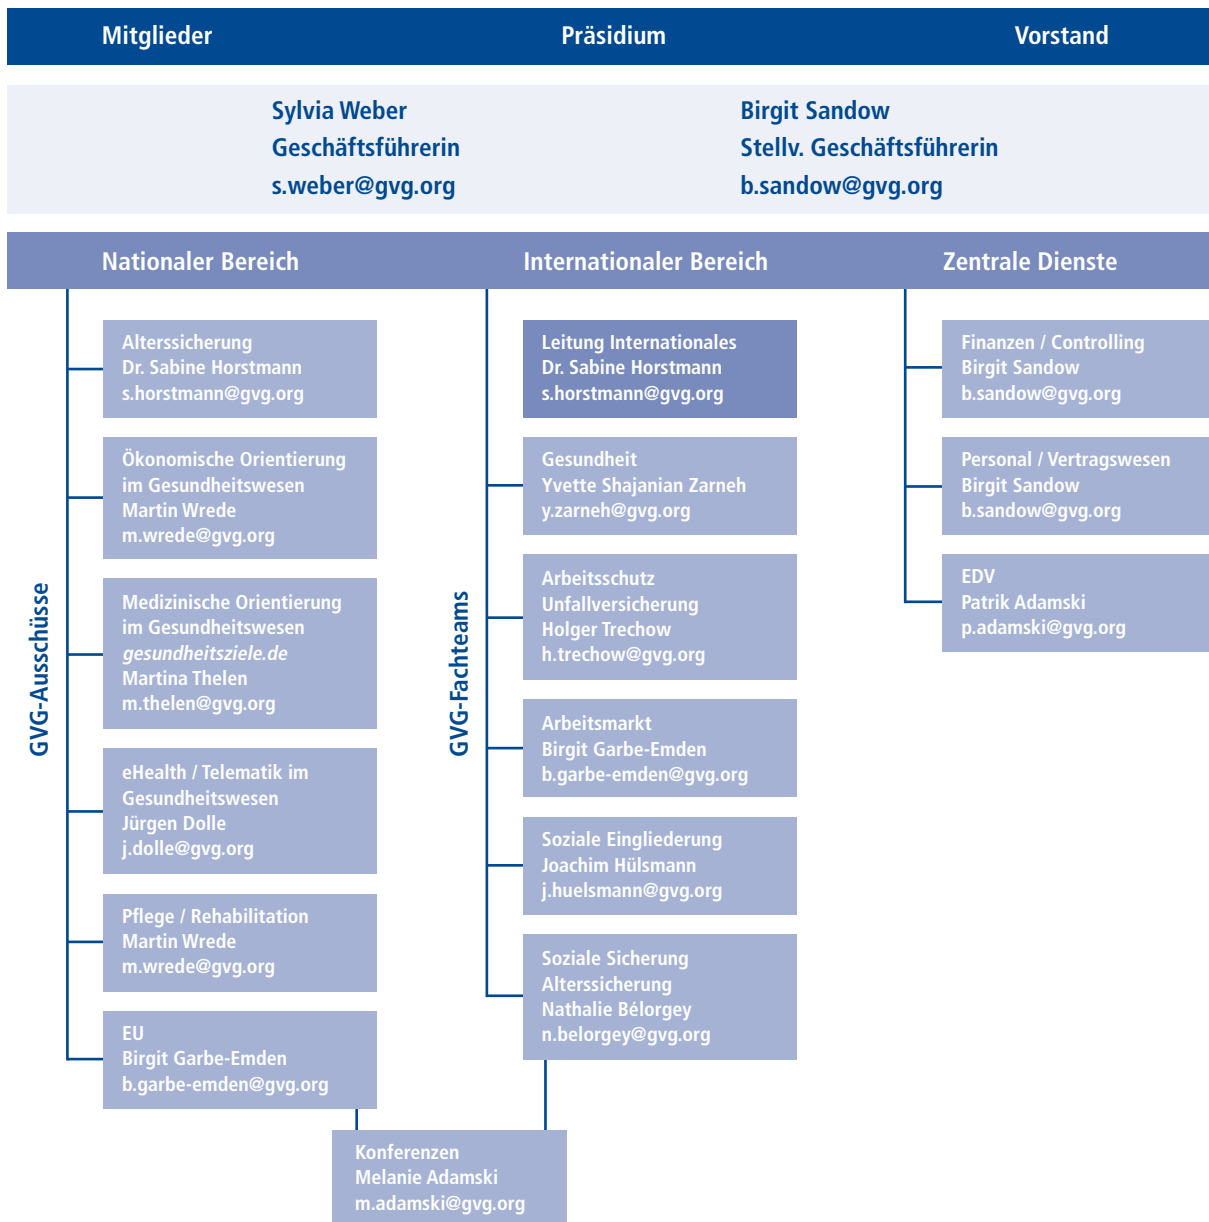 Mitglieder
Präsidium
Vorstand
Sylvia Weber
Geschäftsführerin
s.weber@gvg.org
Birgit Sandow
Stellv. Geschäftsführerin
b.sandow@gvg.org
Nationaler Bereich
Internationaler Bereich
Zentrale Dienste
GVG-Ausschüsse
Alterssicherung
Dr. Sabine Horstmann
s.horstmann@gvg.org
Ökonomische Orientierung
im Gesundheitswesen
Martin Wrede
m.wrede@gvg.org
Medizinische Orientierung
im Gesundheitswesen
gesundheitsziele.de
Martina Thelen
m.thelen@gvg.org
eHealth / Telematik im
Gesundheitswesen
Jürgen Dolle
j.dolle@gvg.org
Pflege / Rehabilitation
Martin Wrede
m.wrede@gvg.org
EU
Birgit Garbe-Emden
b.garbe-emden@gvg.org
GVG-Fachteams
Leitung Internationales
Dr. Sabine Horstmann
s.horstmann@gvg.org
Gesundheit
Yvette Shajanian Zarneh
y.zarneh@gvg.org
Arbeitsschutz
Unfallversicherung
Holger Trechow
h.trechow@gvg.org
Arbeitsmarkt
Birgit Garbe-Emden
b.garbe-emden@gvg.org
Soziale Eingliederung
Joachim Hülsmann
j.huelsmann@gvg.org
Soziale Sicherung
Alterssicherung
Nathalie Bélorgey
n.belorgey@gvg.org
Finanzen / Controlling
Birgit Sandow
b.sandow@gvg.org
Personal / Vertragswesen
Birgit Sandow
b.sandow@gvg.org
EDV
Patrik Adamski
p.adamski@gvg.org
Konferenzen
Melanie Adamski
m.adamski@gvg.org